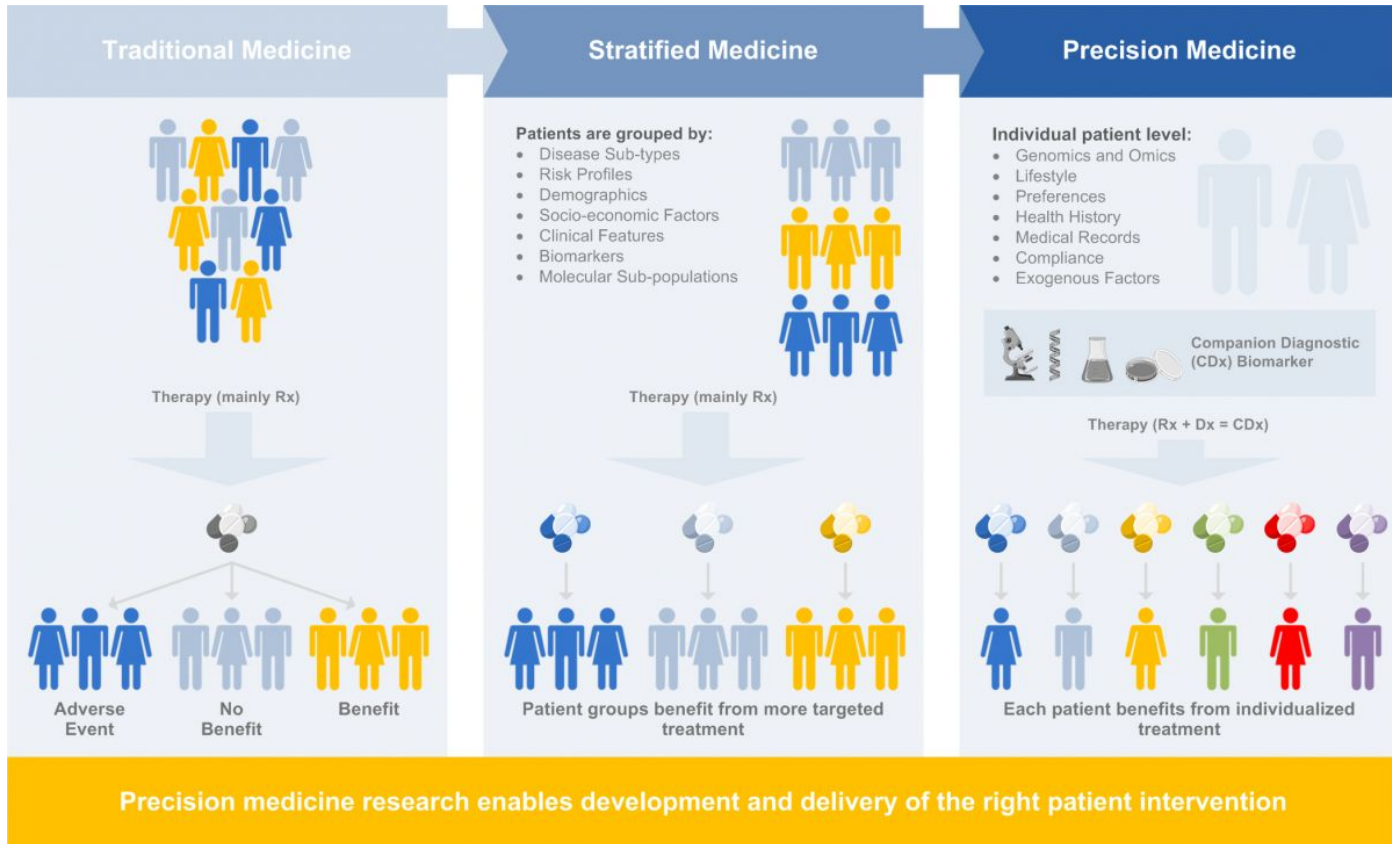 Traditional Medicine
Therapy (mainly Rx)
Adverse
Event
No
Benefit
Benefit
Stratified Medicine
Patients are grouped by:
• Disease Sub-types
• Risk Profiles
• Demographics
• Socio-economic Factors
• Clinical Features
• Biomarkers
• Molecular Sub-populations
Therapy (mainly Rx)
Patient groups benefit from more targeted
treatment
Precision Medicine
Individual patient level:
• Genomics and Omics
• Lifestyle
• Preferences
• Health History
• Medical Records
• Compliance
• Exogenous Factors
Companion Diagnostic
(CDx) Biomarker
Therapy (Rx + Dx = CDx)
Each patient benefits from individualized
treatment
Precision medicine research enables development and delivery of the right patient intervention